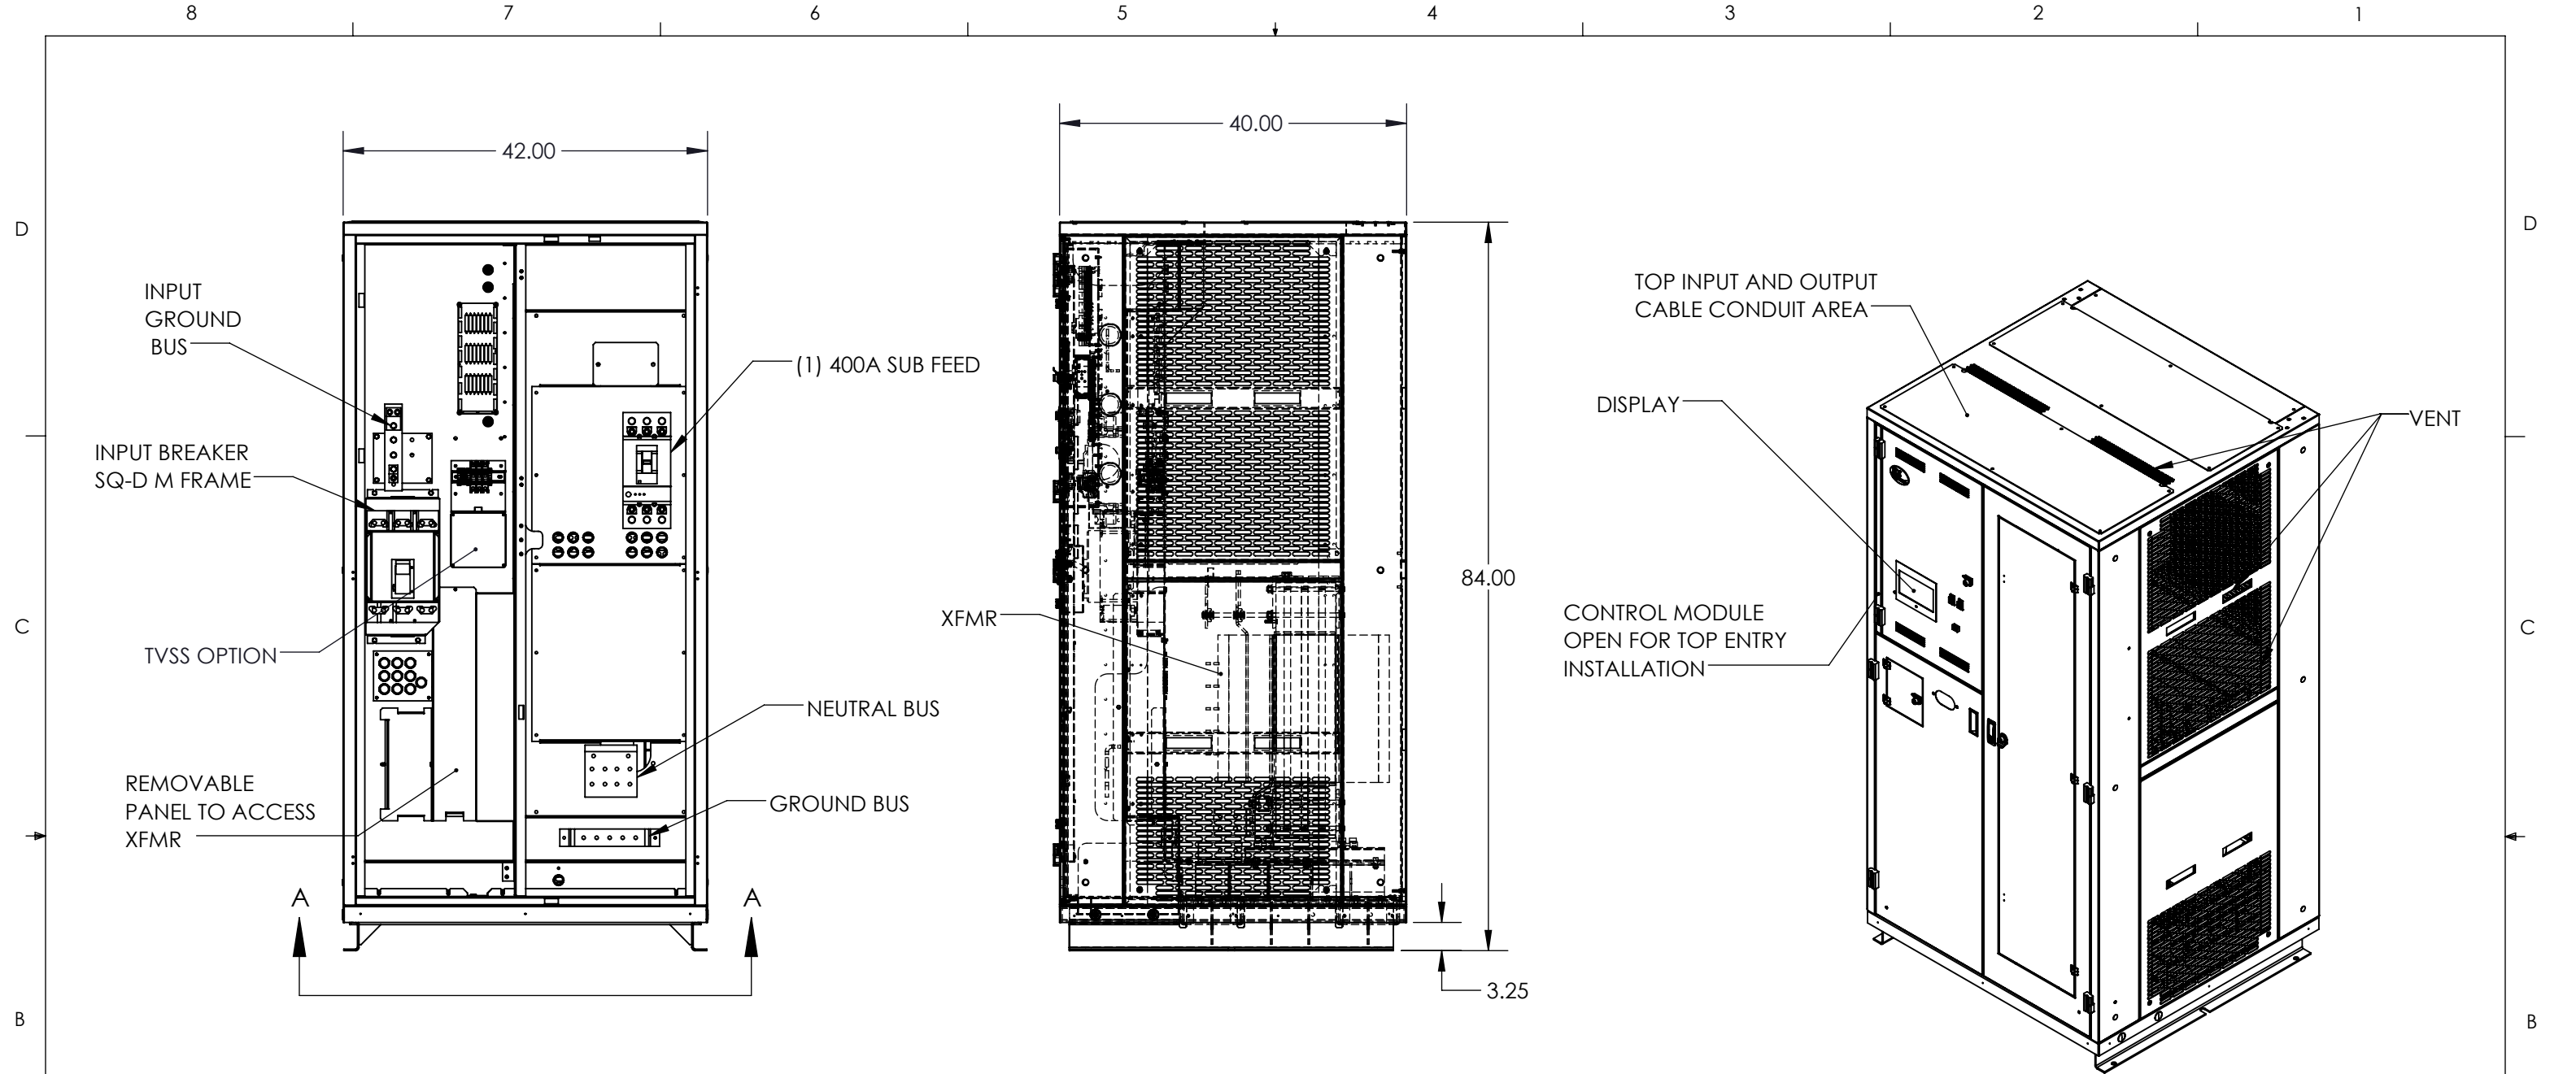 8 7 6 5 4 3 2 1
D
D
C
C
B
B
42.00
INPUT
GROUND
BUS
INPUT BREAKER
SQ-D M FRAME
TVSS OPTION
REMOVABLE
PANEL TO ACCESS
XFMR
(1) 400A SUB FEED
NEUTRAL BUS
GROUND BUS
A A
40.00
84.00
XFMR
3.25
TOP INPUT AND OUTPUT
CABLE CONDUIT AREA
DISPLAY
VENT
CONTROL MODULE
OPEN FOR TOP ENTRY
INSTALLATION